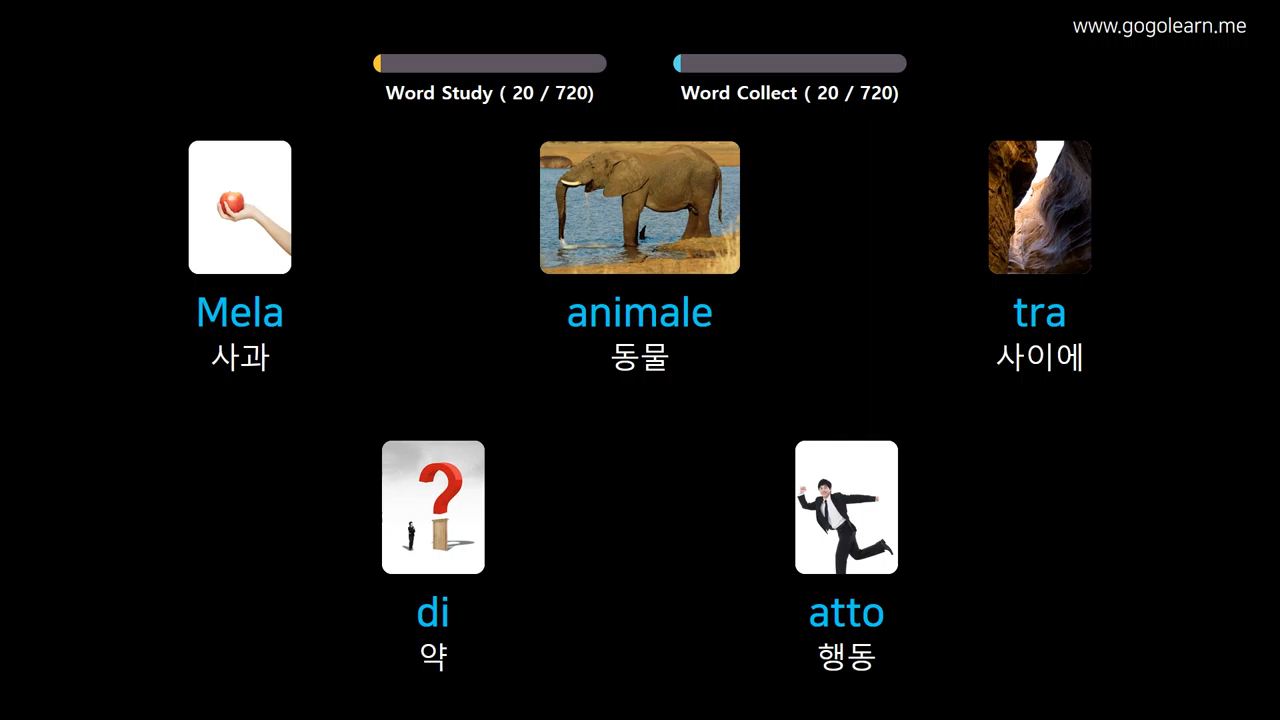 www.gogolearn.me
Word Study ( 20 / 720)
Word Collect ( 20 / 720)
Mela
사과
animale
동물
tra
사이에
?
di
약
atto
행동